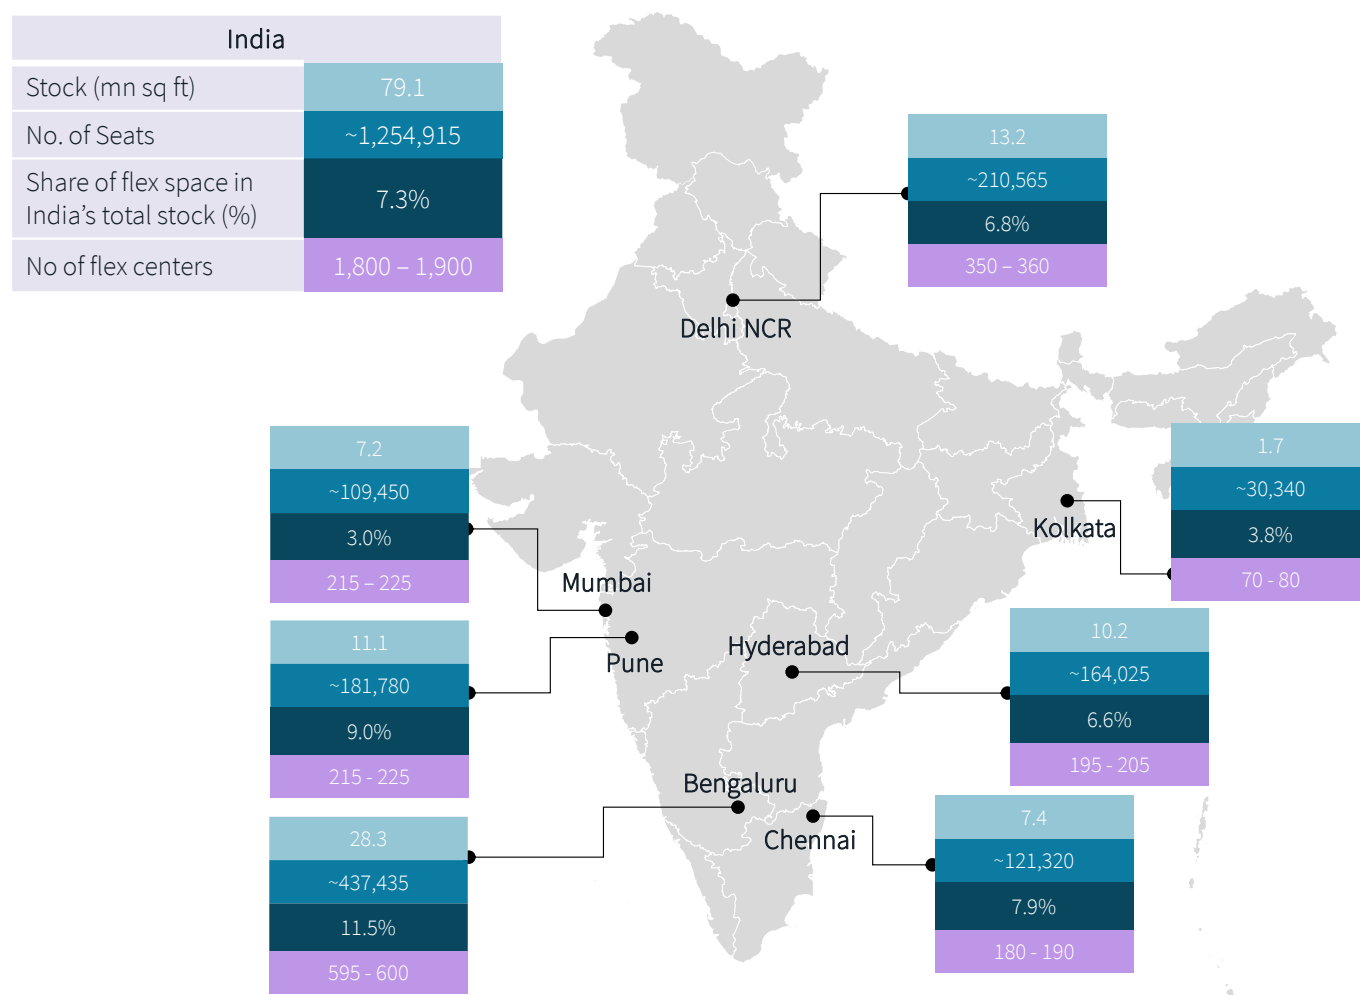 India
Stock (mn sq ft)
79.1
No. of Seats
~1,254,915
Share of flex space in
India's total stock (%)
7.3%
No of flex centers
1,800 – 1,900
13.2
~210,565
6.8%
350 – 360
Delhi NCR
7.2
~109,450
3.0%
215 – 225
Mumbai
1.7
~30,340
3.8%
70 - 80
Kolkata
11.1
~181,780
9.0%
215 - 225
Pune
Hyderabad
10.2
~164,025
6.6%
195 - 205
Bengaluru
28.3
~437,435
11.5%
595 - 600
Chennai
7.4
~121,320
7.9%
180 - 190